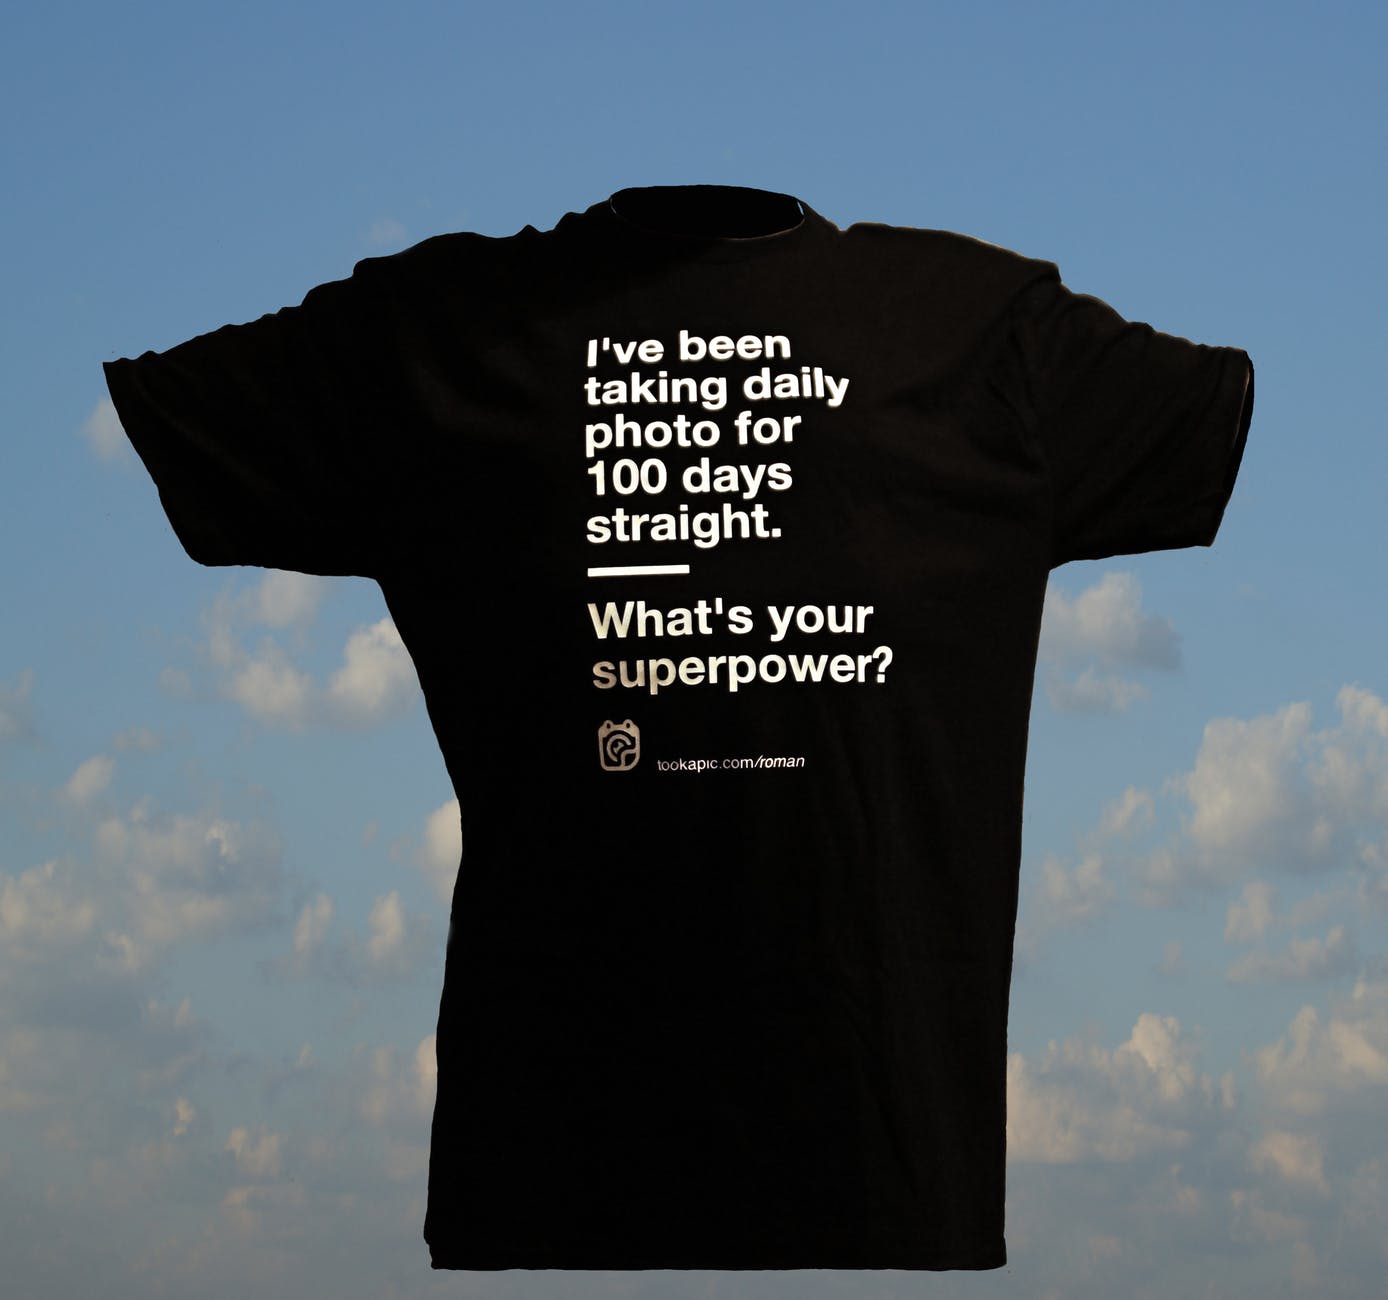 I've been
taking daily
photo for
100 days
straight.
What's your
superpower?
tookapic.com/roman